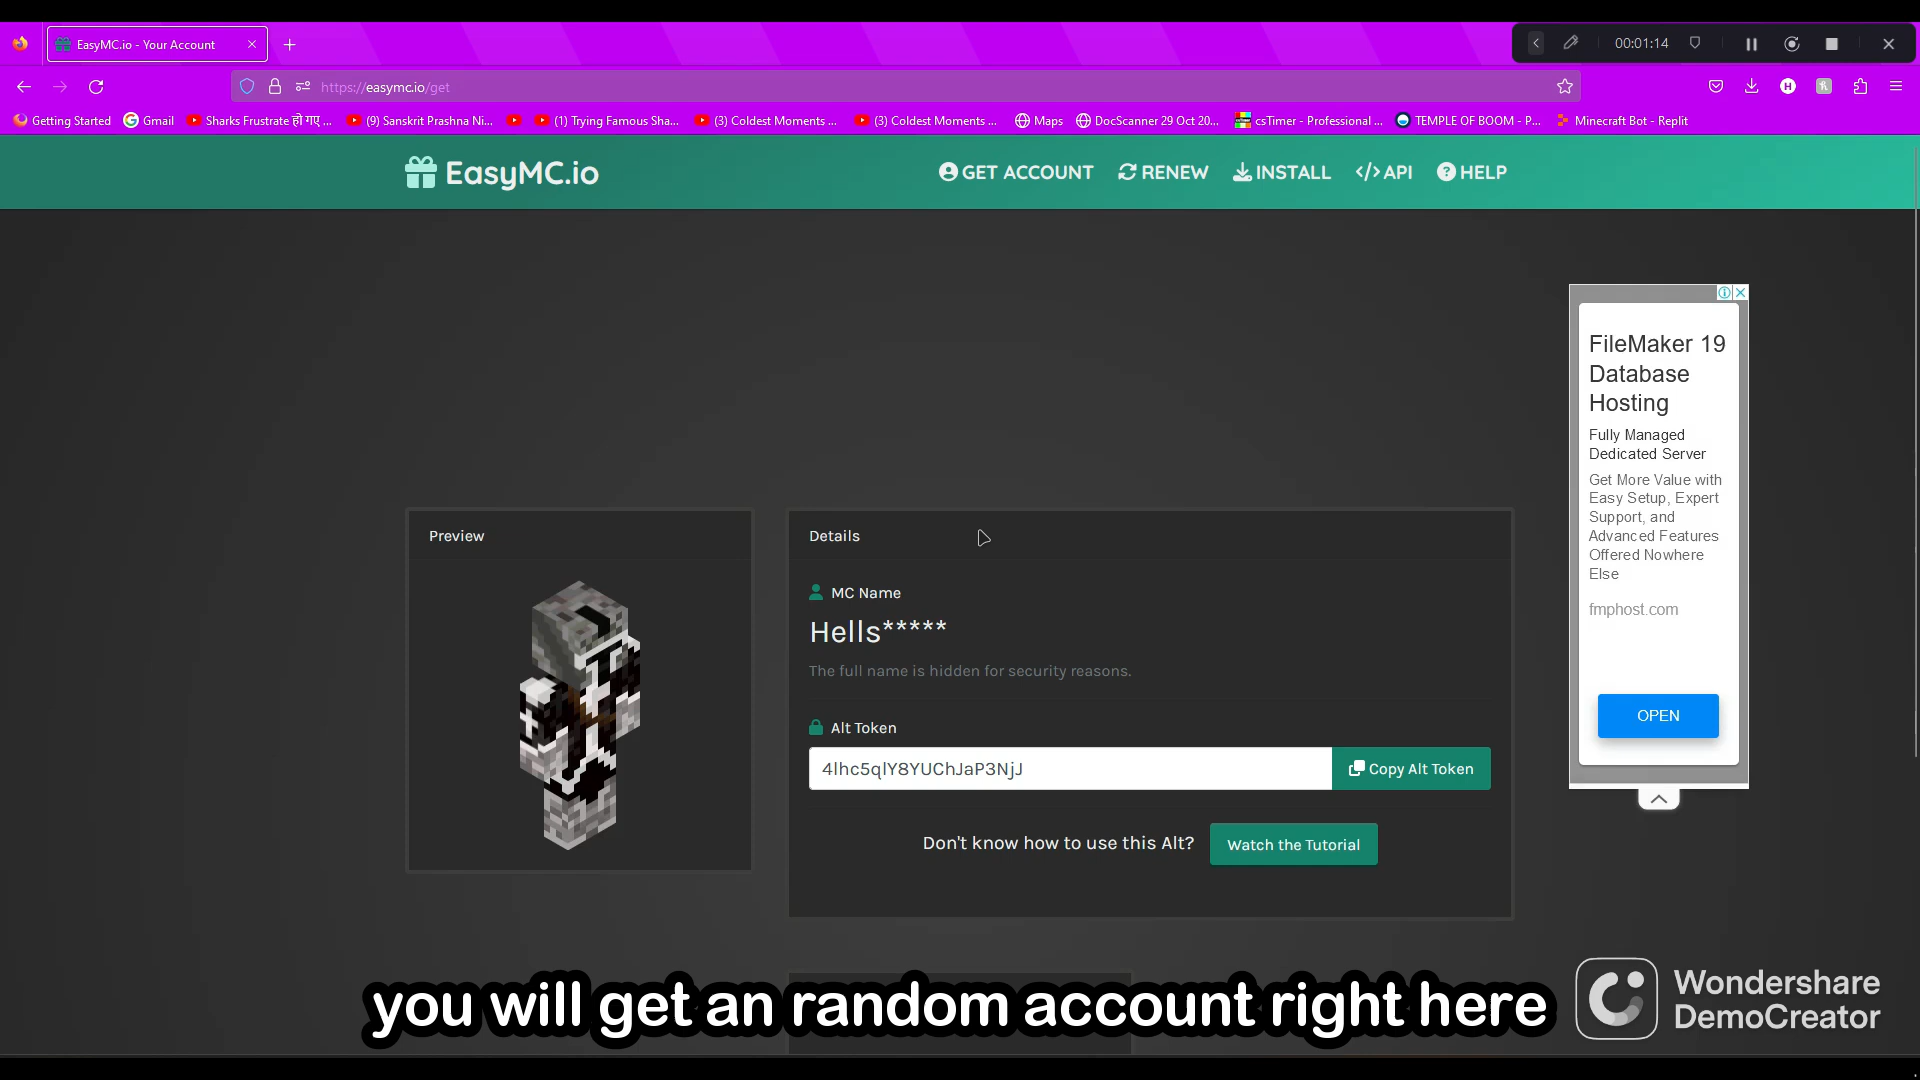 EasyMC.io - Your Account
00:01:14
https://easymc.io/get
Getting Started
Gmail
Sharks Frustrate हो गए ...
(9) Sanskrit Prashna Ni...
(1) Trying Famous Sha...
(3) Coldest Moments ...
(3) Coldest Moments ...
Maps
DocScanner 29 Oct 20...
csTimer - Professional ...
TEMPLE OF BOOM - P...
Minecraft Bot - Replit
EasyMC.io
GET ACCOUNT
RENEW
INSTALL
</> API
? HELP
Preview
Details
MC Name
Hells*****
The full name is hidden for security reasons.
Alt Token
4lhc5qlY8YUChJaP3NjJ
Copy Alt Token
Don't know how to use this Alt?
Watch the Tutorial
FileMaker 19
Database
Hosting
Fully Managed
Dedicated Server
Get More Value with
Easy Setup, Expert
Support, and
Advanced Features
Offered Nowhere
Else
fmphost.com
OPEN
you will get an random account right here
Wondershare
DemoCreator